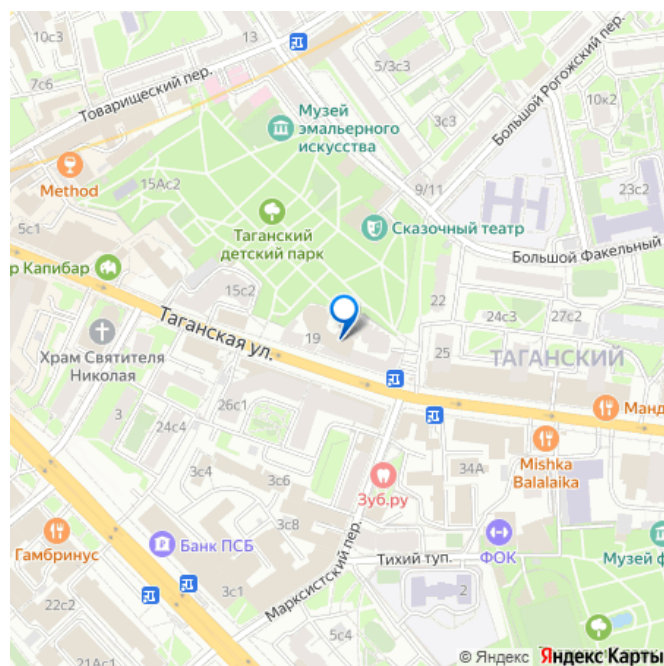 10с3
13
5/3с3
Большой Рогожский пер.
7с6
Товарищеский пер.
10к2
Музей
эмальерного
искусства
3с3
Method
15Ас2
9/11
23с2
5с1
Таганский
детский парк
Сказочный театр
Большой Факельный
р Капибар
15с2
22
24с3
27с2
Таганская ул.
19
25
ТАГАНСКИЙ
Храм Святителя
Николая
Манд
26с1
3
24с4
34А
Mishka
Balalaika
3с4
3с6
Зуб.ру
3с8
Гамбринус
Банк ПСБ
Тихий туп.
ФОК
Музей ф
3с1
Марксистский пер.
2
22с2
5с4
21Ас1
© Яндекс Яндекс Карты